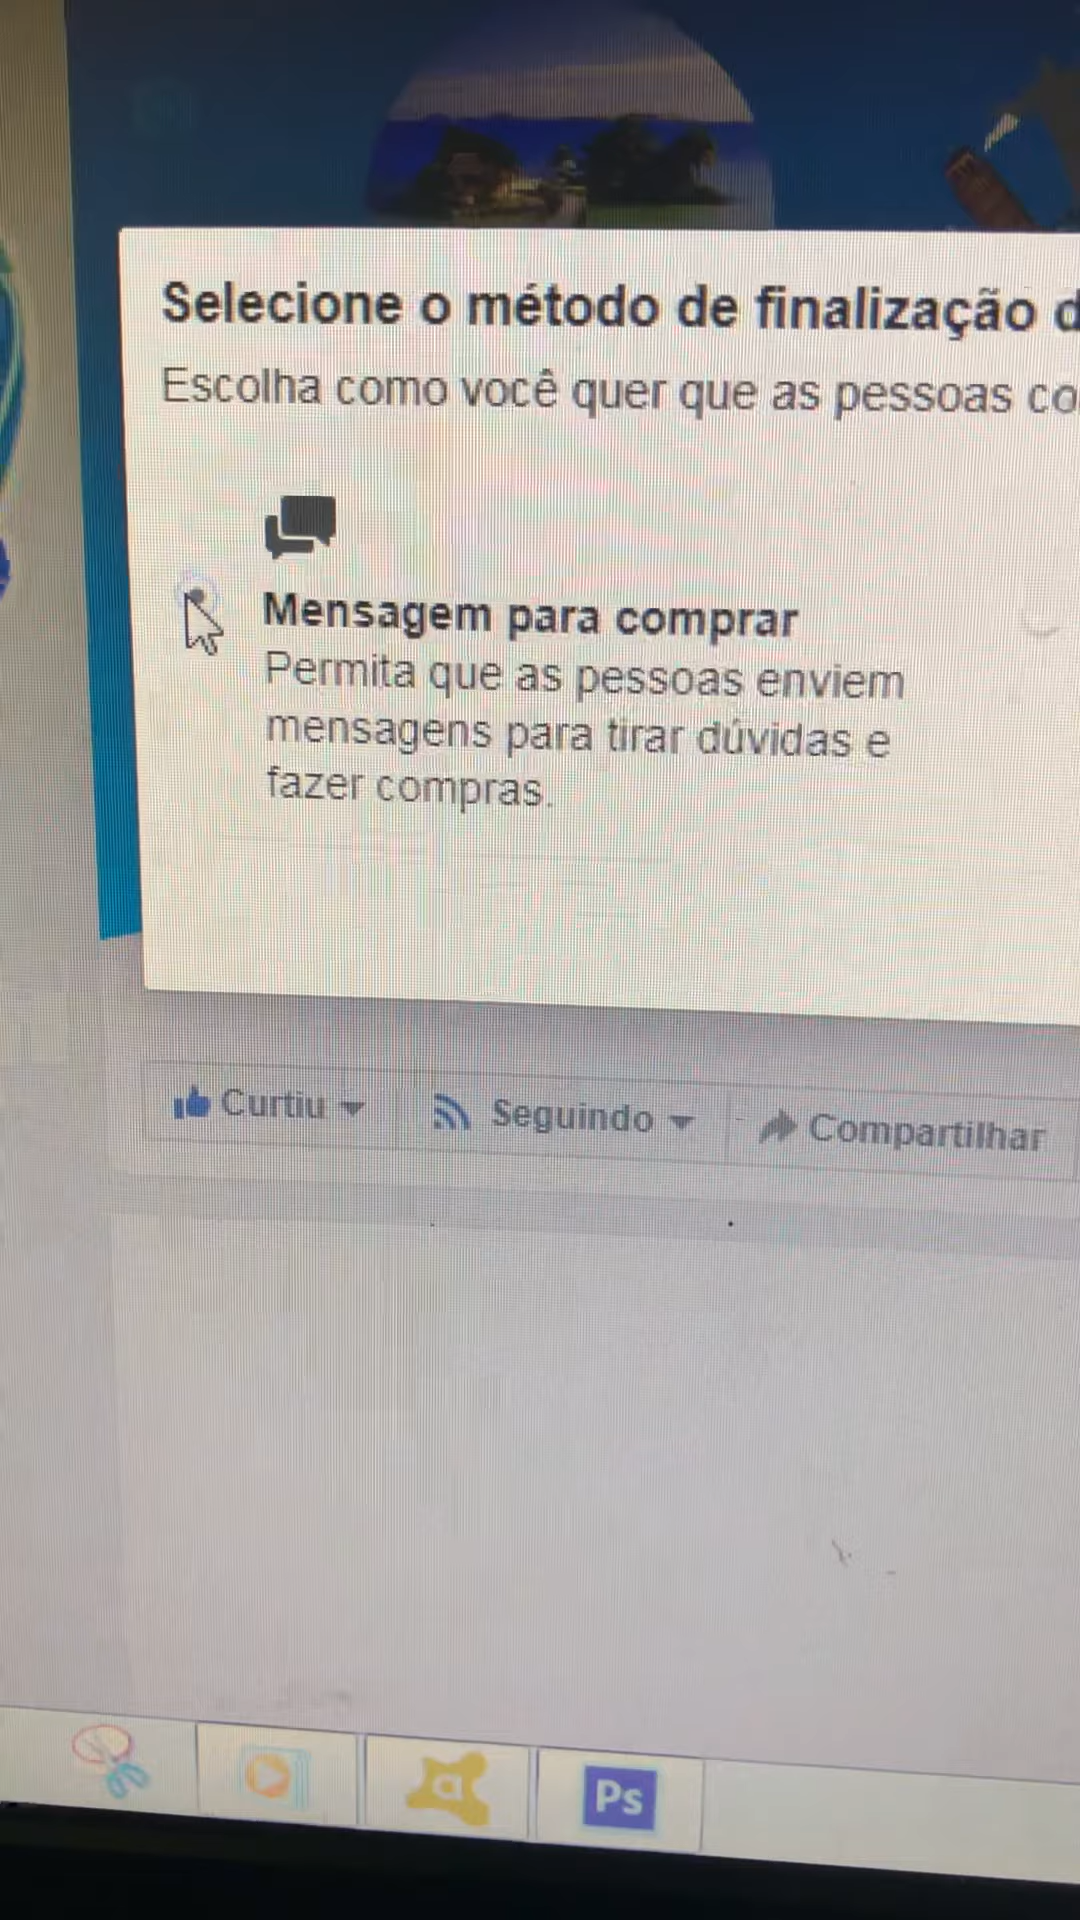 Selecione o método de finalização d
Escolha como você quer que as pessoas co
Mensagem para comprar
Permita que as pessoas enviem
mensagens para tirar dúvidas e
fazer compras.
Curtiu
Seguindo
Compartilhar
a
Ps